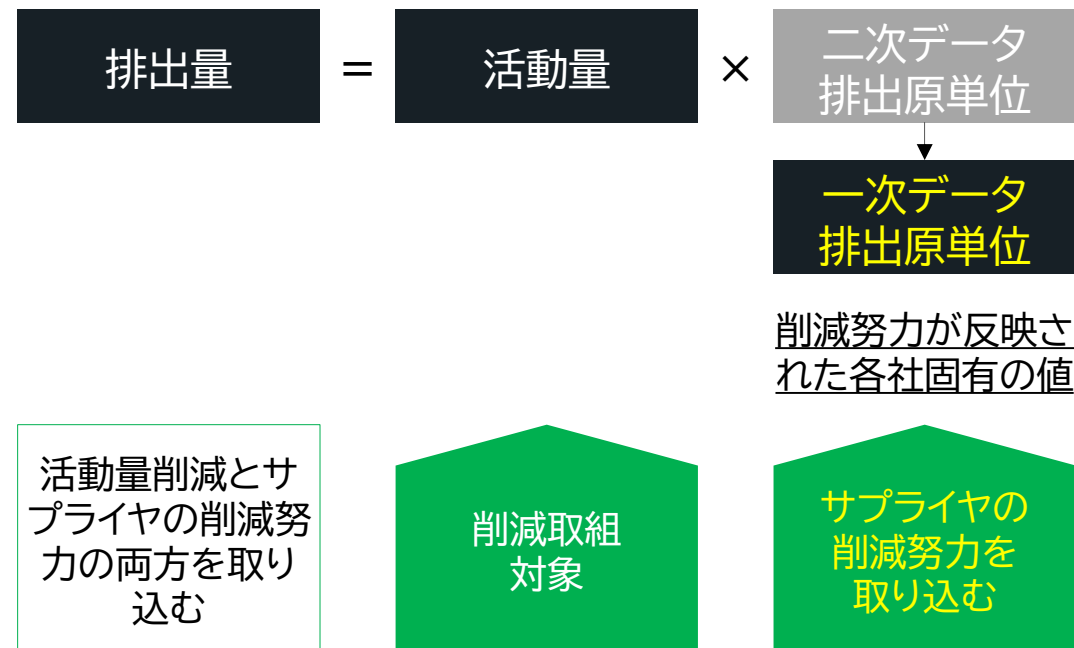 排出量 = 活動量 × 二次データ
排出原単位
一次データ
排出原単位
削減努力が反映さ
れた各社固有の値
活動量削減とサ
プライヤの削減努
力の両方を取り
込む
削減取組
対象
サプライヤの
削減努力を
取り込む